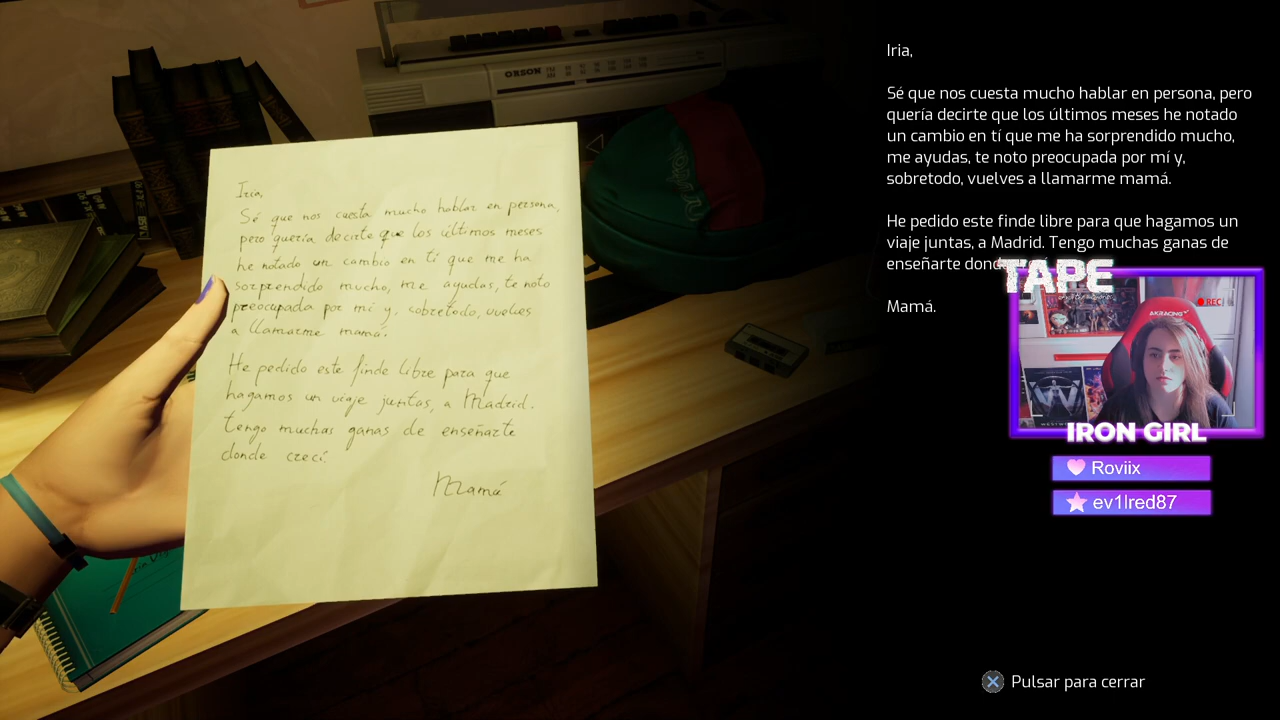 ORSON
Iria,
Sé que nos cuesta mucho hablar en persona,
pero quería decirte que los últimos meses
he notado un cambio en tí que me ha
sorprendido mucho, me ayudas, te noto
preocupada por mí y, sobretodo, vuelves
a llamarme mamá.
He pedido este finde libre para que
hagamos un viaje juntas, a Madrid.
tengo muchas ganas de enseñarte
donde crecí.
Mamá
Iria,
Sé que nos cuesta mucho hablar en persona, pero
quería decirte que los últimos meses he notado
un cambio en tí que me ha sorprendido mucho,
me ayudas, te noto preocupada por mí y,
sobretodo, vuelves a llamarme mamá.
He pedido este finde libre para que hagamos un
viaje juntas, a Madrid. Tengo muchas ganas de
enseñarte
Mamá.
TAPE
REC
AKRACING
IRON GIRL
Roviix
ev1lred87
Pulsar para cerrar